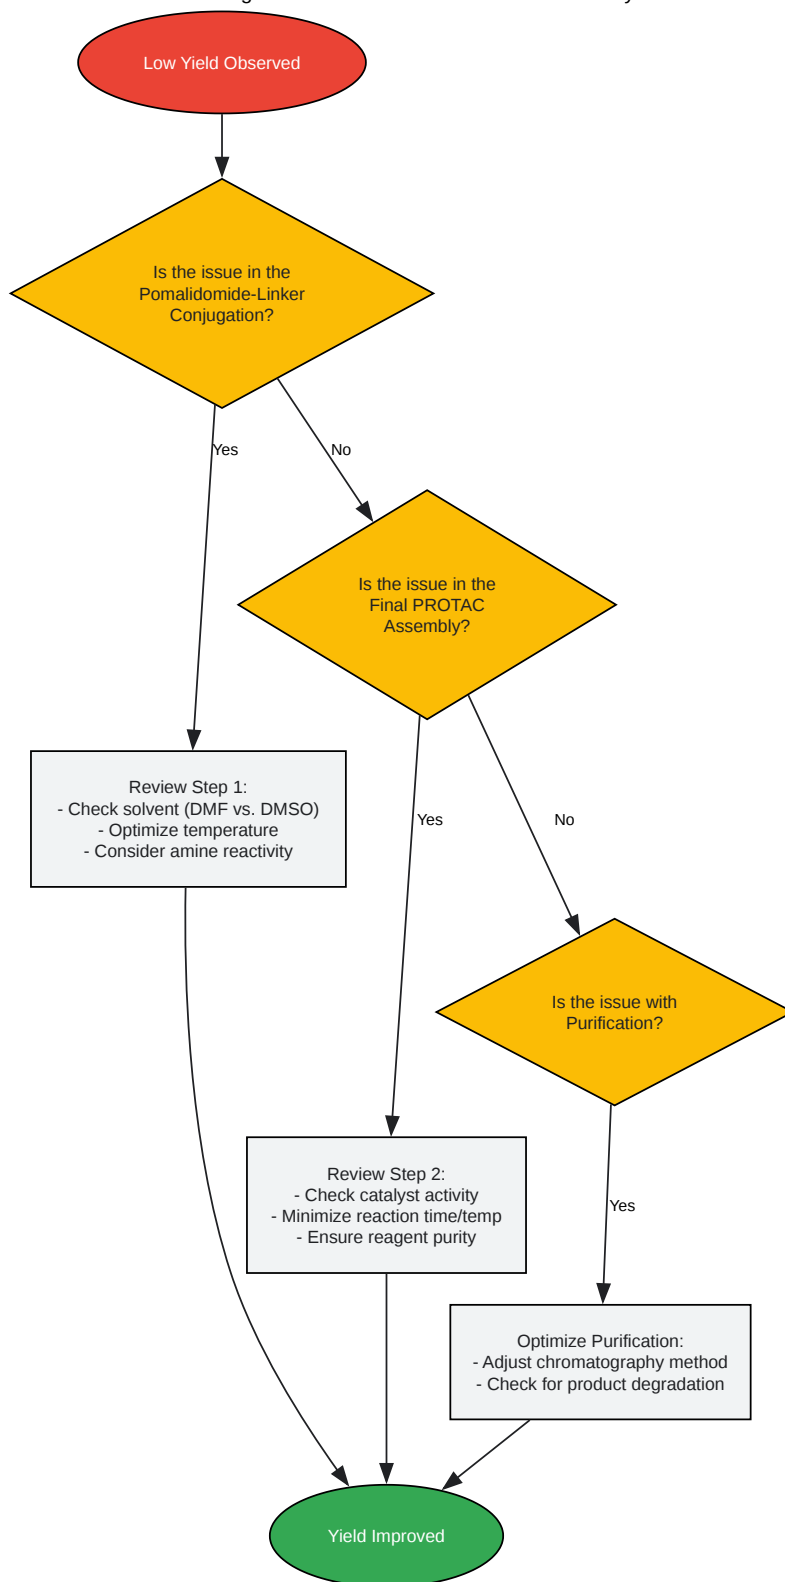 Low Yield Observed
Is the issue in the
Pomalidomide-Linker
Conjugation?
Yes
No
Is the issue in the
Final PROTAC
Assembly?
Review Step 1:
- Check solvent (DMF vs. DMSO)
- Optimize temperature
- Consider amine reactivity
Yes
No
Is the issue with
Purification?
Review Step 2:
- Check catalyst activity
- Minimize reaction time/temp
- Ensure reagent purity
Yes
Optimize Purification:
- Adjust chromatography method
- Check for product degradation
Yield Improved